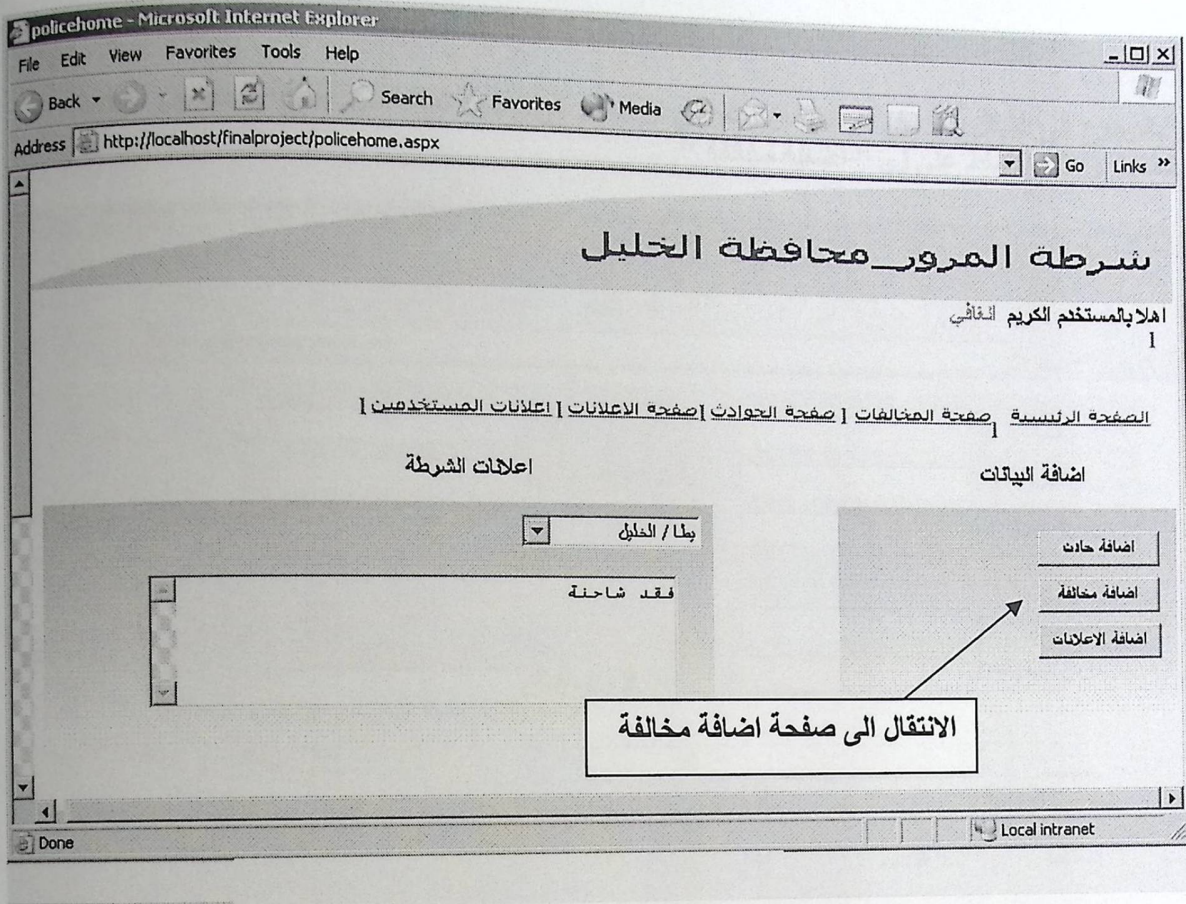 policehome - Microsoft Internet Explorer
File Edit View Favorites Tools Help
Back Search Favorites Media
Address http://localhost/finalproject/policehome.aspx Go Links »
شرطة المرور_محافظة الخليل
اهلا بالمستخدم الكريم
1
الصفحة الرئيسية صفحة المخالفات [ صفحة الحوادث [صفحة الاعلانات ] اعلانات المستخدمين ]
اضافة البيانات
اعلانات الشرطة
اضافة حادث
اضافة مخالفة
اضافة الاعلانات
يطا / الخليل
فقد شاحنة
الانتقال الى صفحة اضافة مخالفة
Done Local intranet